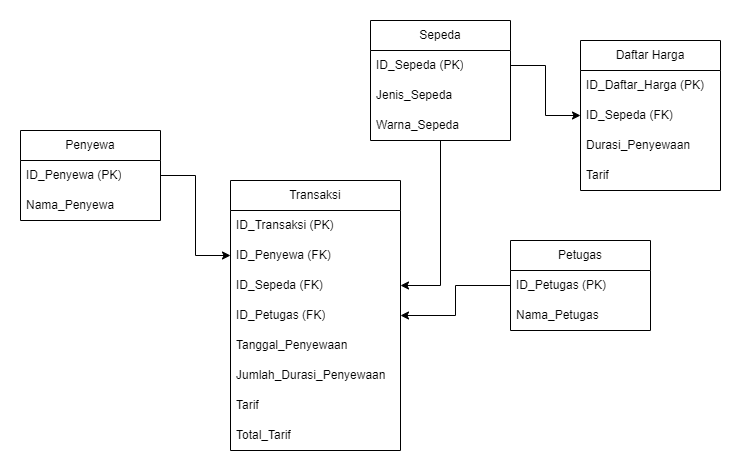 Sepeda
ID_Sepeda (PK)
Jenis_Sepeda
Warna_Sepeda
Daftar Harga
ID_Daftar_Harga (PK)
ID_Sepeda (FK)
Durasi_Penyewaan
Tarif
Penyewa
ID_Penyewa (PK)
Nama_Penyewa
Transaksi
ID_Transaksi (PK)
ID_Penyewa (FK)
ID_Sepeda (FK)
ID_Petugas (FK)
Tanggal_Penyewaan
Jumlah_Durasi_Penyewaan
Tarif
Total_Tarif
Petugas
ID_Petugas (PK)
Nama_Petugas